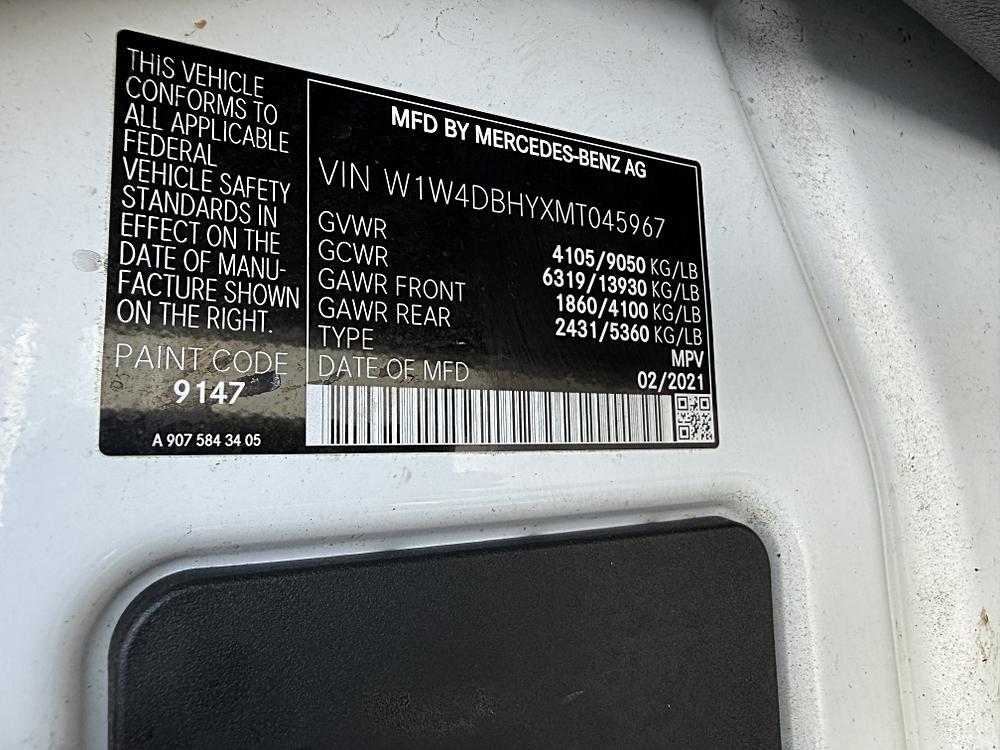 THIS VEHICLE
CONFORMS TO
ALL APPLICABLE
FEDERAL
VEHICLE SAFETY
STANDARDS IN
EFFECT ON THE
DATE OF MANU-
FACTURE SHOWN
ON THE RIGHT.
PAINT CODE
9147
A 907 584 34 05
MFD BY MERCEDES-BENZ AG
VIN W1W4DBHYXMT045967
GVWR 4105/9050 KG/LB
GCWR 6319/13930 KG/LB
GAWR FRONT 1860/4100 KG/LB
GAWR REAR 2431/5360 KG/LB
TYPE MPV
DATE OF MFD 02/2021